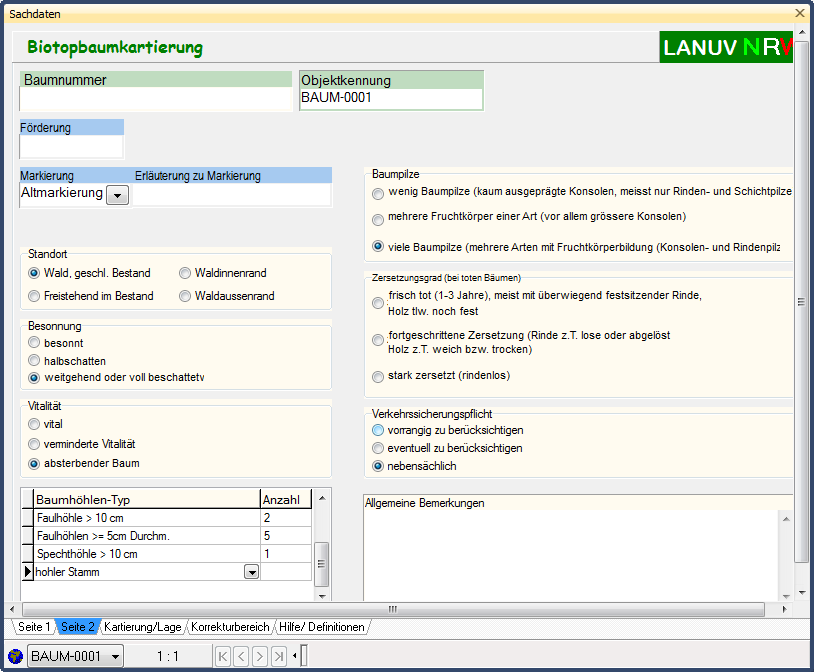 Sachdaten
Biotopbaumkartierung
LANUV NRW
Baumnummer
Objektkennung
BAUM-0001
Förderung
Markierung
Erläuterung zu Markierung
Altmarkierung
Standort
Wald, geschl. Bestand
Waldinnenrand
Freistehend im Bestand
Waldaussenrand
Besonnung
besonnt
halbschatten
weitgehend oder voll beschattetv
Vitalität
vital
verminderte Vitalität
absterbender Baum
Baumhöhlen-Typ
Anzahl
Faulhöhle > 10 cm
2
Faulhöhlen >= 5cm Durchm.
5
Spechthöhle > 10 cm
1
hohler Stamm
Baumpilze
wenig Baumpilze (kaum ausgeprägte Konsolen, meisst nur Rinden- und Schichtpilze
mehrere Fruchtkörper einer Art (vor allem grössere Konsolen)
viele Baumpilze (mehrere Arten mit Fruchtkörperbildung (Konsolen- und Rindenpilz
Zersetzungsgrad (bei toten Bäumen)
frisch tot (1-3 Jahre), meist mit überwiegend festsitzender Rinde,
Holz tlw. noch fest
fortgeschrittene Zersetzung (Rinde z.T. lose oder abgelöst
Holz z.T. weich bzw. trocken)
stark zersetzt (rindenlos)
Verkehrssicherungspflicht
vorrangig zu berücksichtigen
eventuell zu berücksichtigen
nebensächlich
Allgemeine Bemerkungen
Seite 1
Seite 2
Kartierung/Lage
Korrekturbereich
Hilfe/ Definitionen
BAUM-0001
1 : 1